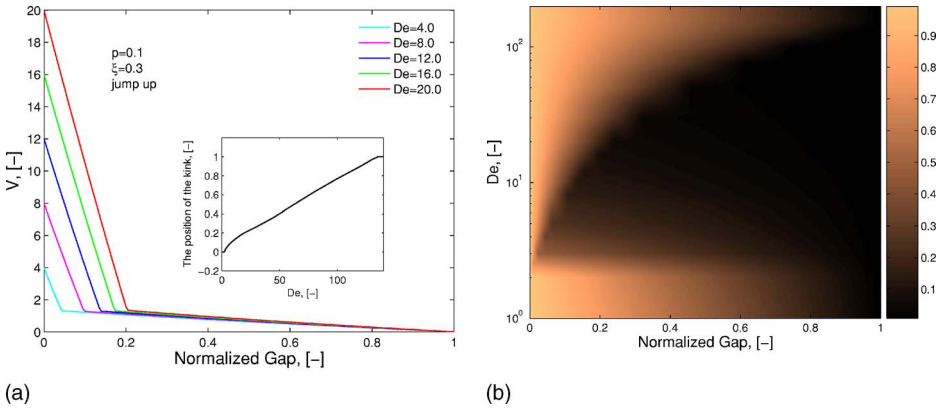 20
18
16
14
12
10
8
6
4
2
0
V, [-]
p=0.1
ξ=0.3
jump up
De=4.0
De=8.0
De=12.0
De=16.0
De=20.0
The position of the kink, [-]
1.2
1
0.8
0.6
0.4
0.2
0
-0.2
0 50 100
De, [-]
0 0.2 0.4 0.6 0.8 1
Normalized Gap, [-]
(a)
De, [-]
10²
10¹
10⁰
0 0.2 0.4 0.6 0.8 1
Normalized Gap, [-]
0.9
0.8
0.7
0.6
0.5
0.4
0.3
0.2
0.1
(b)